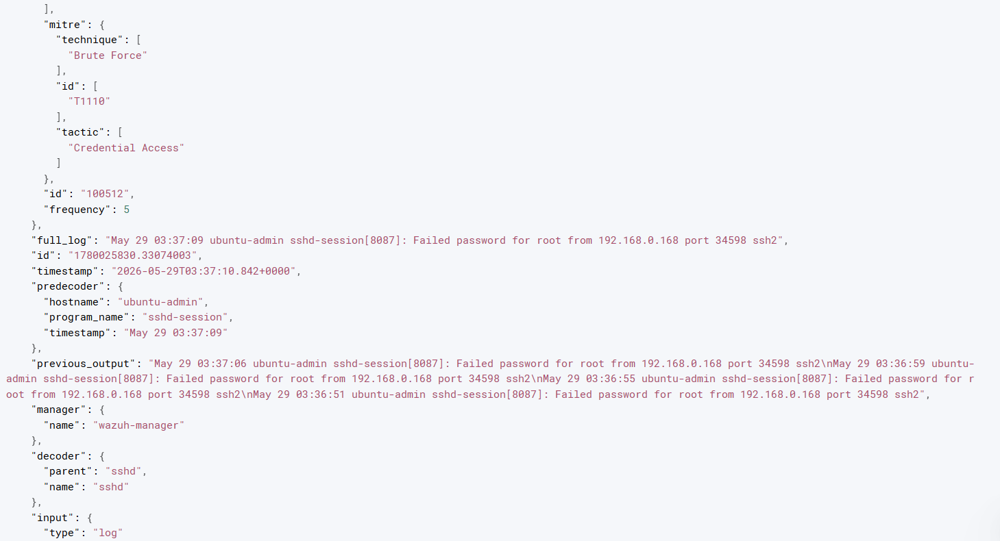 ],
"mitre": {
"technique": [
"Brute Force"
],
"id": [
"T1110"
],
"tactic": [
"Credential Access"
]
},
"id": "100512",
"frequency": 5
},
"full_log": "May 29 03:37:09 ubuntu-admin sshd-session[8087]: Failed password for root from 192.168.0.168 port 34598 ssh2",
"id": "1780025830.33074003",
"timestamp": "2026-05-29T03:37:10.842+0000",
"predecoder": {
"hostname": "ubuntu-admin",
"program_name": "sshd-session",
"timestamp": "May 29 03:37:09"
},
"previous_output": "May 29 03:37:06 ubuntu-admin sshd-session[8087]: Failed password for root from 192.168.0.168 port 34598 ssh2\nMay 29 03:36:59 ubuntu-
admin sshd-session[8087]: Failed password for root from 192.168.0.168 port 34598 ssh2\nMay 29 03:36:55 ubuntu-admin sshd-session[8087]: Failed password for r
oot from 192.168.0.168 port 34598 ssh2\nMay 29 03:36:51 ubuntu-admin sshd-session[8087]: Failed password for root from 192.168.0.168 port 34598 ssh2",
"manager": {
"name": "wazuh-manager"
},
"decoder": {
"parent": "sshd",
"name": "sshd"
},
"input": {
"type": "log"